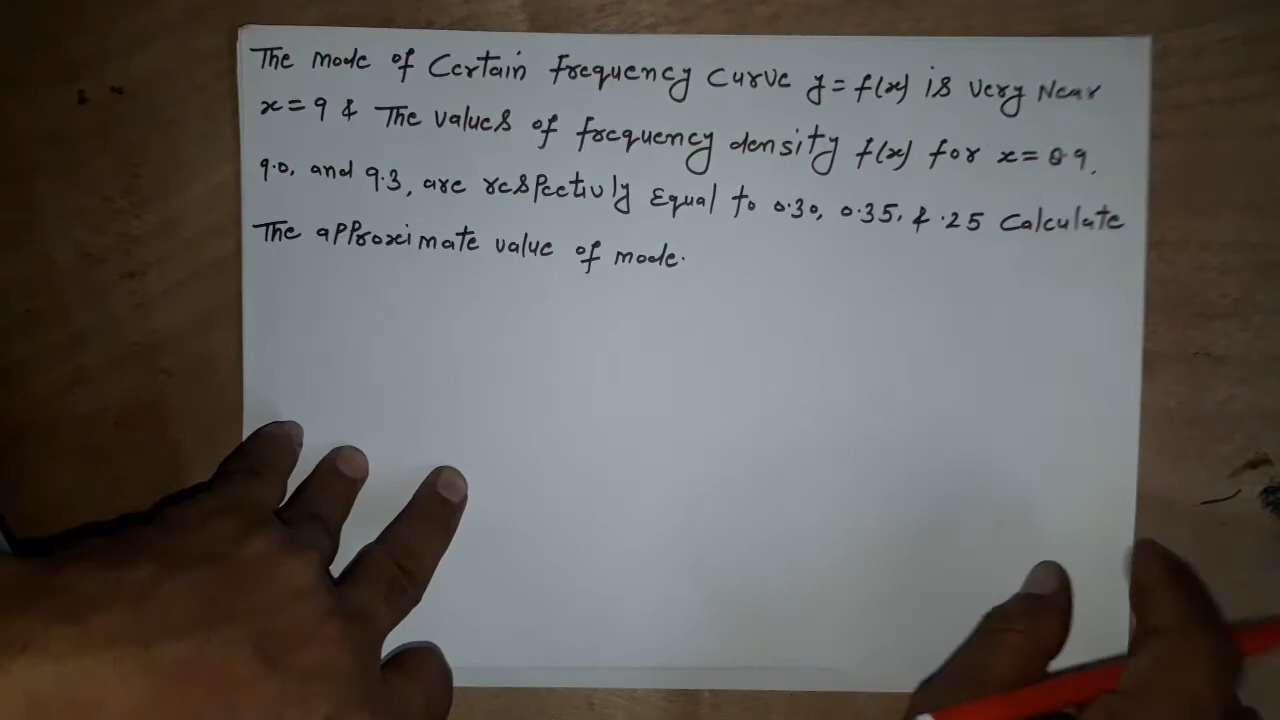 The mode of Certain frequency curve y = f(x) is very Near
x = 9 & The values of frequency density f(x) for x = 0.9,
9.0, and 9.3, are respectivly Equal to 0.30, 0.35, & .25 Calculate
The approximate value of mode.